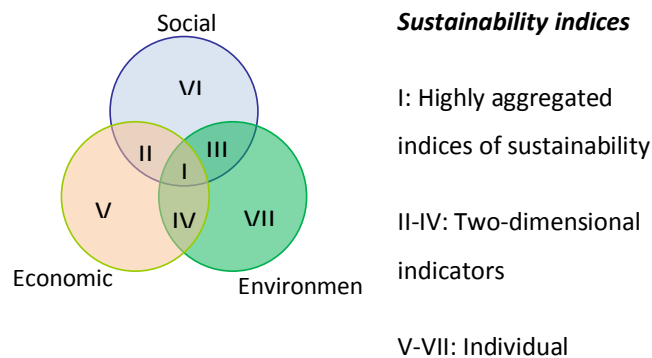 Social
VI
II
III
I
V
IV
VII
Economic
Environmen
Sustainability indices
I: Highly aggregated
indices of sustainability
II-IV: Two-dimensional
indicators
V-VII: Individual